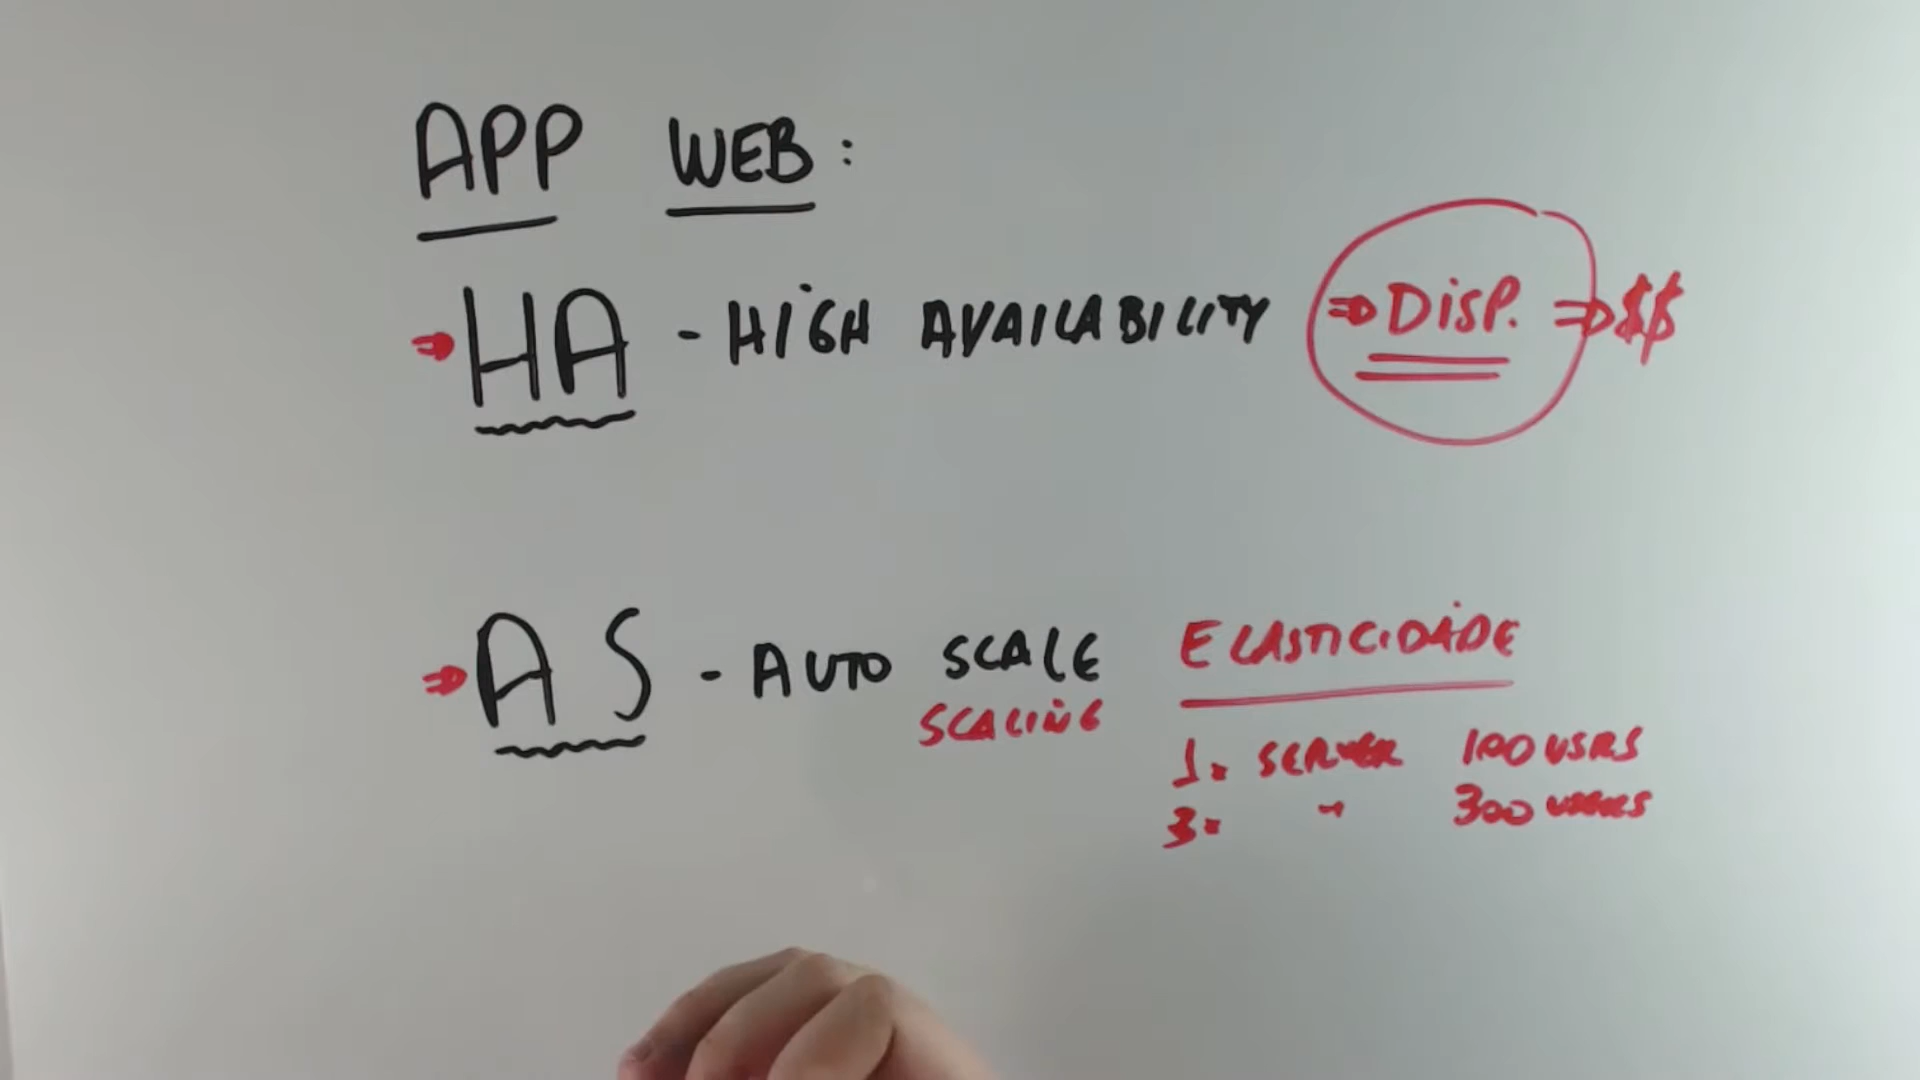 APP WEB:
⇒ HA - HIGH AVAILABILITY ⇒ DISP. ⇒ $$
⇒ AS - AUTO SCALE ELASTICIDADE
SCALING
1. SERVER 100 USRS
3. " 300 USERS